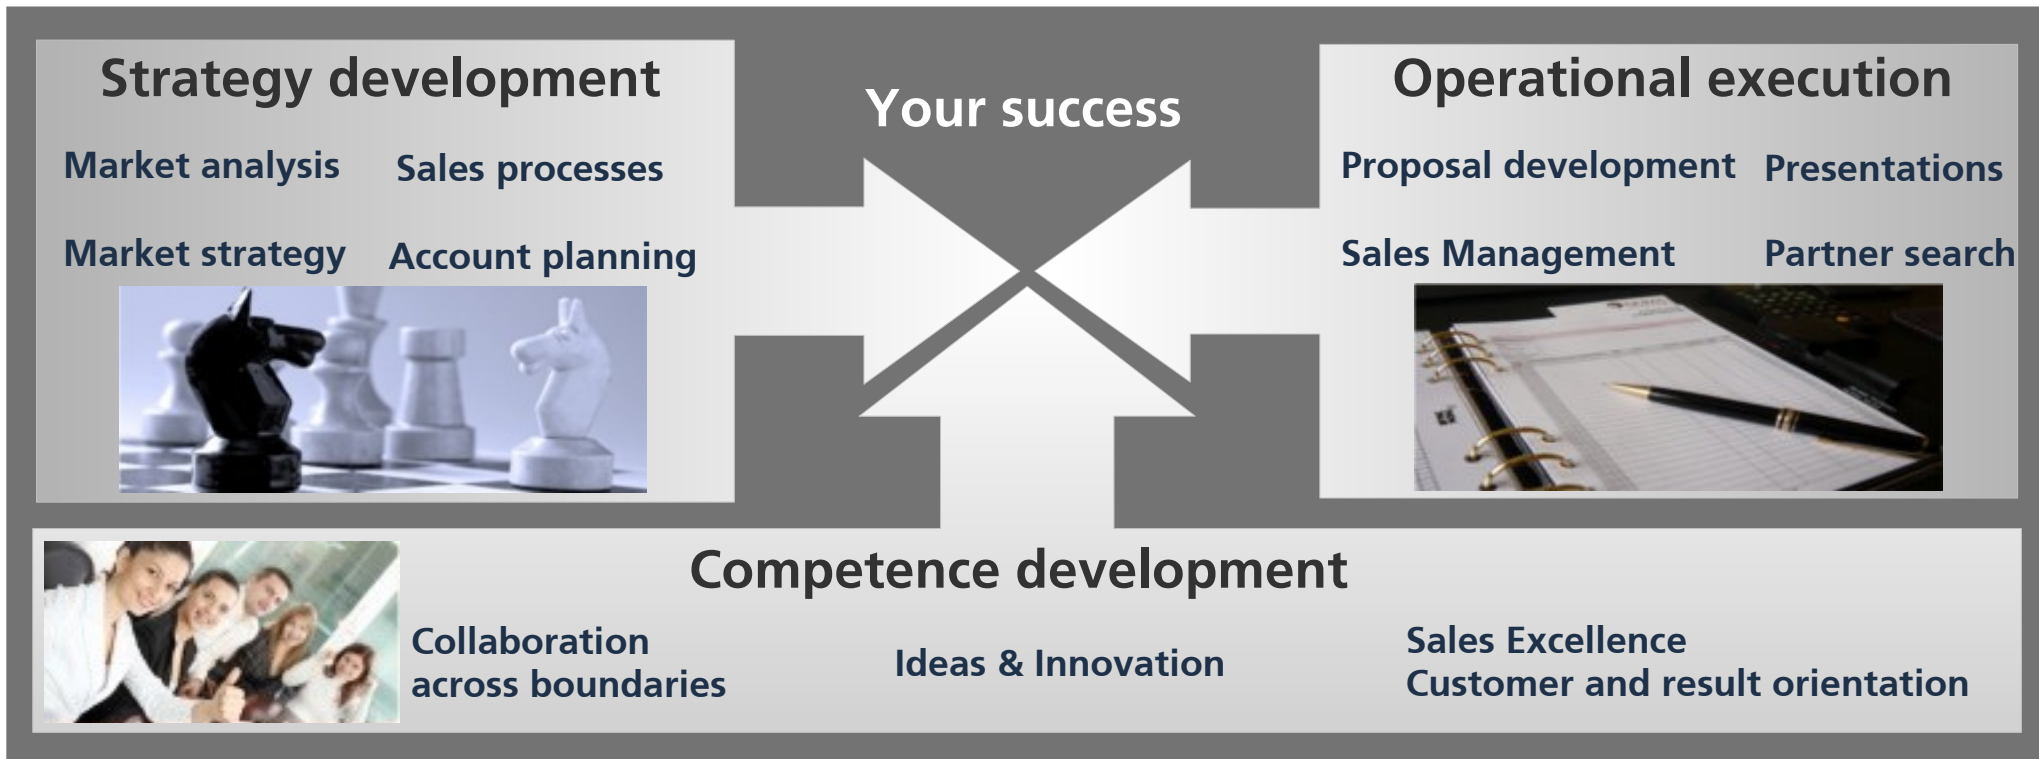 Strategy development
Market analysis
Sales processes
Market strategy
Account planning
Your success
Operational execution
Proposal development
Presentations
Sales Management
Partner search
Competence development
Collaboration
across boundaries
Ideas & Innovation
Sales Excellence
Customer and result orientation